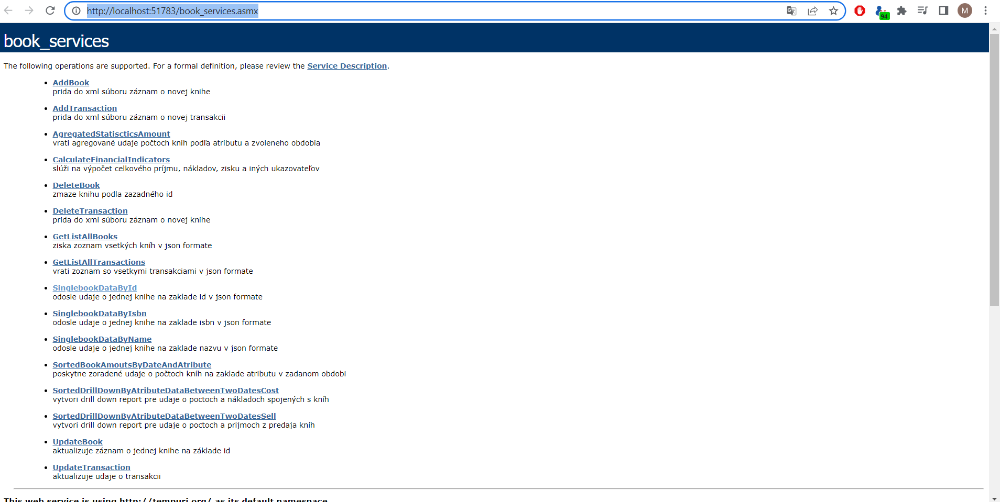 http://localhost:51783/book_services.asmx
94
M
book_services
The following operations are supported. For a formal definition, please review the Service Description.
AddBook
prida do xml súboru záznam o novej knihe
AddTransaction
prida do xml súboru záznam o novej transakcii
AgregatedStatiscticsAmount
vrati agregované udaje počtoch knih podľa atributu a zvoleneho obdobia
CalculateFinancialIndicators
slúži na výpočet celkového príjmu, nákladov, zisku a iných ukazovateľov
DeleteBook
zmaze knihu podla zazadného id
DeleteTransaction
prida do xml súboru záznam o novej knihe
GetListAllBooks
ziska zoznam vsetkých kníh v json formate
GetListAllTransactions
vrati zoznam so vsetkymi transakciami v json formate
SinglebookDataById
odosle udaje o jednej knihe na zaklade id v json formate
SinglebookDataByIsbn
odosle udaje o jednej knihe na zaklade isbn v json formate
SinglebookDataByName
odosle udaje o jednej knihe na zaklade nazvu v json formate
SortedBookAmoutsByDateAndAtribute
poskytne zoradené udaje o počtoch kníh na zaklade atributu v zadanom obdobi
SortedDrillDownByAtributeDataBetweenTwoDatesCost
vytvori drill down report pre udaje o poctoch a nákladoch spojených s kníh
SortedDrillDownByAtributeDataBetweenTwoDatesSell
vytvori drill down report pre udaje o poctoch a prijmoch z predaja kníh
UpdateBook
aktualizuje záznam o jednej knihe na základe id
UpdateTransaction
aktualizuje udaje o transakcii
This web service is using http://tempuri.org/ as its default namespace.